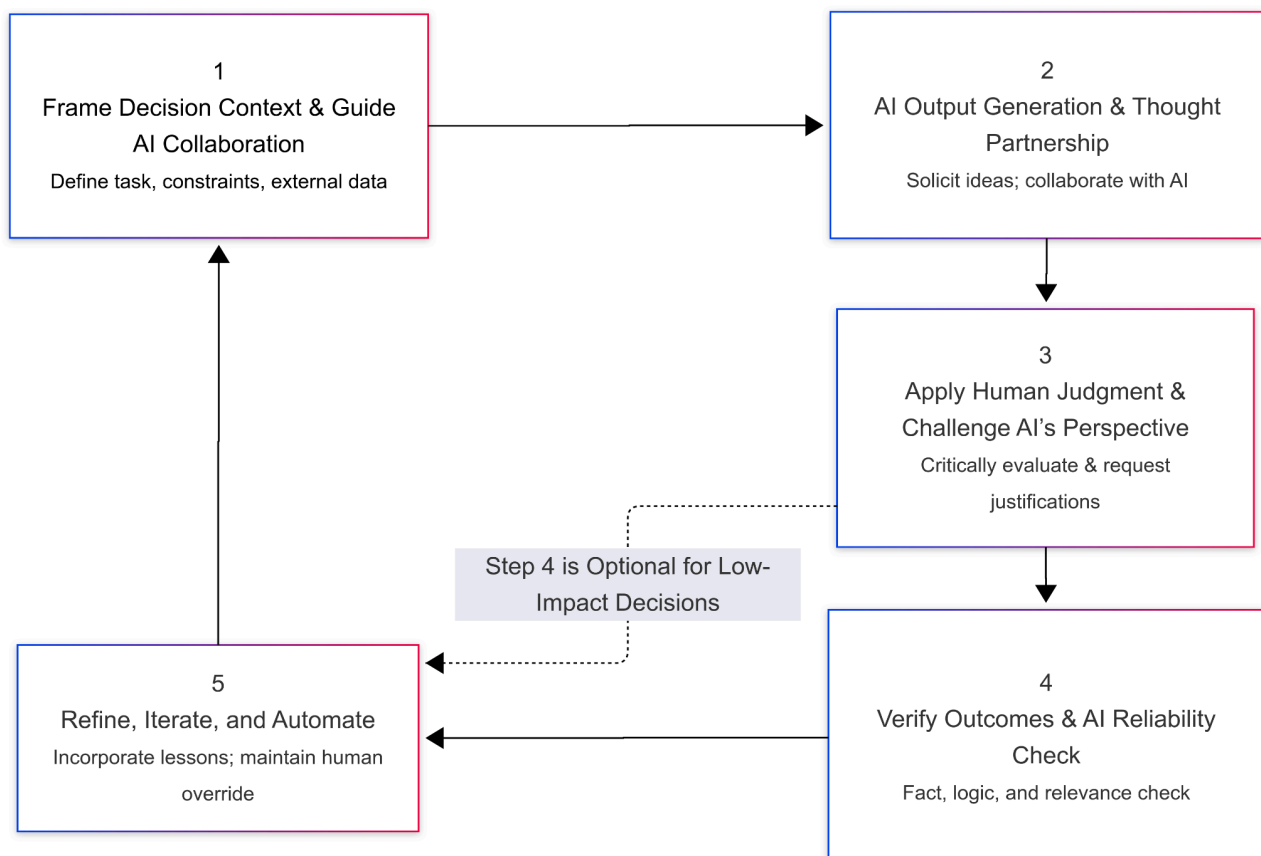 1
Frame Decision Context & Guide
AI Collaboration
Define task, constraints, external data
2
AI Output Generation & Thought
Partnership
Solicit ideas; collaborate with AI
3
Apply Human Judgment &
Challenge AI’s Perspective
Critically evaluate & request
justifications
Step 4 is Optional for Low-
Impact Decisions
4
Verify Outcomes & AI Reliability
Check
Fact, logic, and relevance check
5
Refine, Iterate, and Automate
Incorporate lessons; maintain human
override